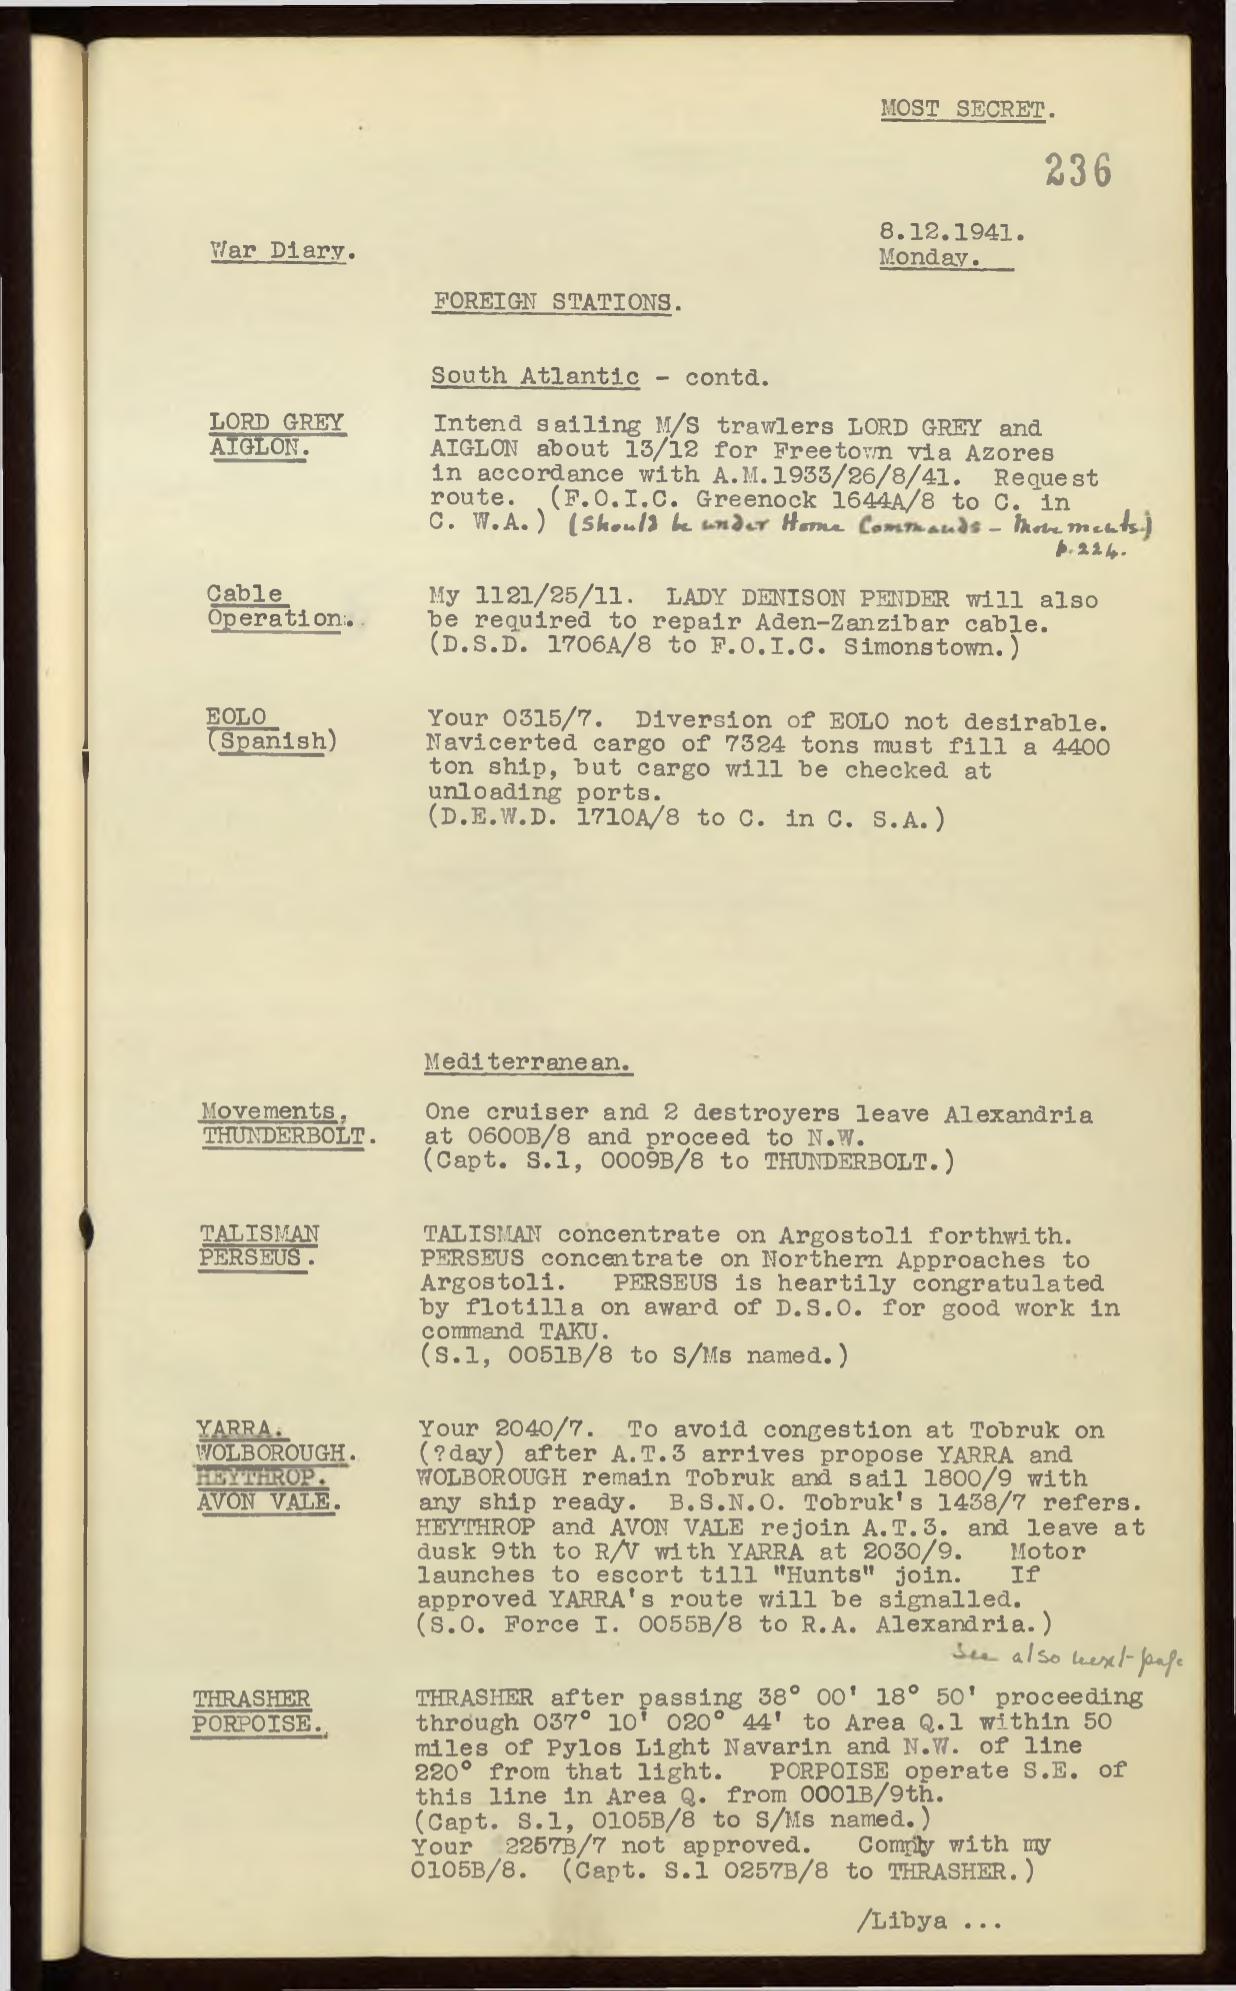 MOST SECRET.
236
8.12.1941.
War Diary.
Monday.
FOREIGN STATIONS.
South Atlantic - contd.
LORD GREY
AIGLON.
Intend sailing M/S trawlers LORD GREY and
AIGLON about 13/12 for Freetown via Azores
in accordance with A.M.1933/26/8/41. Request
route. (F.O.I.C. Greenock 1644A/8 to C. in
C. W.A.) (Should be under Home Commands - Movements)
p.224.
Cable
Operation.
My 1121/25/11. LADY DENISON PENDER will also
be required to repair Aden-Zanzibar cable.
(D.S.D. 1706A/8 to F.O.I.C. Simonstown.)
EOLO
(Spanish)
Your 0315/7. Diversion of EOLO not desirable.
Navicerted cargo of 7324 tons must fill a 4400
ton ship, but cargo will be checked at
unloading ports.
(D.E.W.D. 1710A/8 to C. in C. S.A.)
Mediterranean.
Movements.
THUNDERBOLT.
One cruiser and 2 destroyers leave Alexandria
at 0600B/8 and proceed to N.W.
(Capt. S.1, 0009B/8 to THUNDERBOLT.)
TALISMAN
PERSEUS.
TALISMAN concentrate on Argostoli forthwith.
PERSEUS concentrate on Northern Approaches to
Argostoli. PERSEUS is heartily congratulated
by flotilla on award of D.S.O. for good work in
command TAKU.
(S.1, 0051B/8 to S/Ms named.)
YARRA.
WOLBOROUGH.
HEYTHROP.
AVON VALE.
Your 2040/7. To avoid congestion at Tobruk on
(?day) after A.T.3 arrives propose YARRA and
WOLBOROUGH remain Tobruk and sail 1800/9 with
any ship ready. B.S.N.O. Tobruk's 1438/7 refers.
HEYTHROP and AVON VALE rejoin A.T.3. and leave at
dusk 9th to R/V with YARRA at 2030/9. Motor
launches to escort till "Hunts" join. If
approved YARRA's route will be signalled.
(S.O. Force I. 0055B/8 to R.A. Alexandria.)
See also next page
THRASHER
PORPOISE.
THRASHER after passing 38° 00' 18° 50' proceeding
through 037° 10' 020° 44' to Area Q.1 within 50
miles of Pylos Light Navarin and N.W. of line
220° from that light. PORPOISE operate S.E. of
this line in Area Q. from 0001B/9th.
(Capt. S.1, 0105B/8 to S/Ms named.)
Your 2257B/7 not approved. Comply with my
0105B/8. (Capt. S.1 0257B/8 to THRASHER.)
/Libya ...